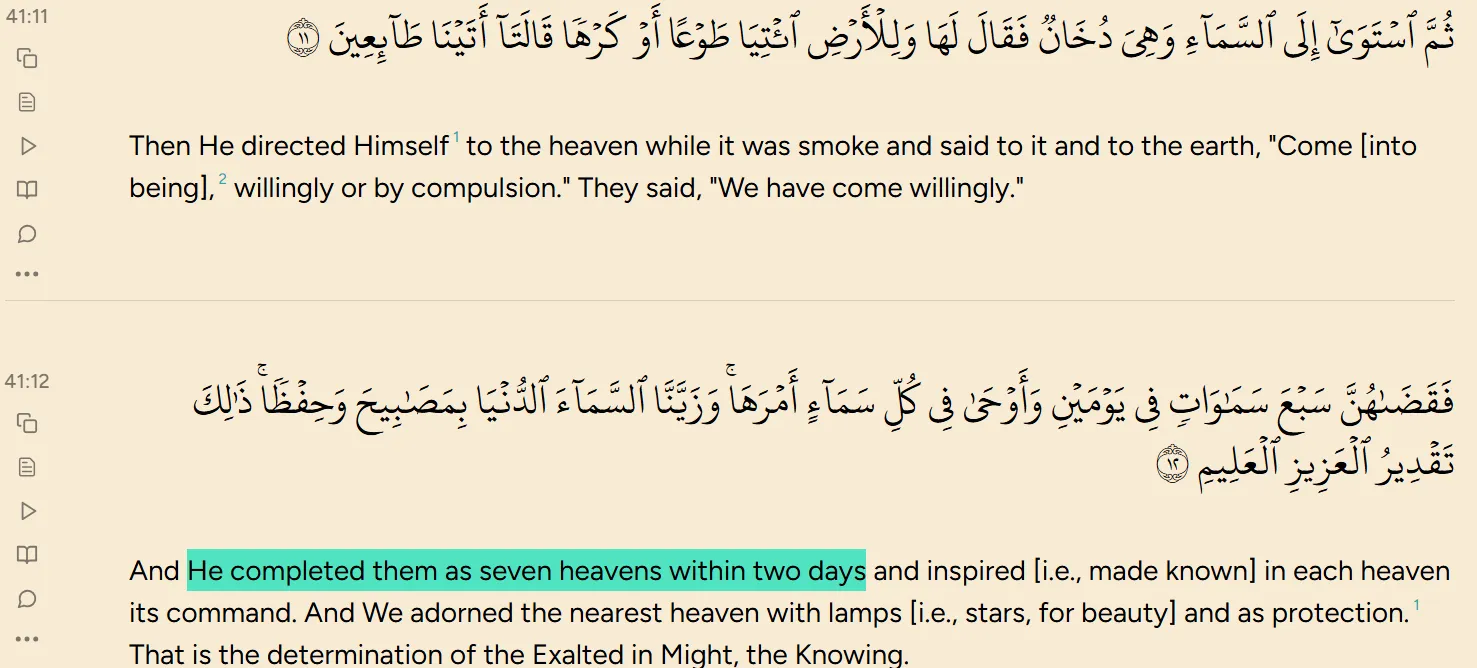 41:11
ثُمَّ ٱسْتَوَىٰٓ إِلَى ٱلسَّمَآءِ وَهِىَ دُخَانٌ فَقَالَ لَهَا وَلِلْأَرْضِ ٱئْتِيَا طَوْعًا أَوْ كَرْهًا قَالَتَآ أَتَيْنَا طَآئِعِينَ ١١
Then He directed Himself 1 to the heaven while it was smoke and said to it and to the earth, "Come [into
being], 2 willingly or by compulsion." They said, "We have come willingly."
41:12
فَقَضَىٰهُنَّ سَبْعَ سَمَـٰوَاتٍۢ فِى يَوْمَيْنِ وَأَوْحَىٰ فِى كُلِّ سَمَآءٍ أَمْرَهَا ۚ وَزَيَّنَّا ٱلسَّمَآءَ ٱلدُّنْيَا بِمَصَـٰبِيحَ وَحِفْظًۭا ۚ ذَٰلِكَ
تَقْدِيرُ ٱلْعَزِيزِ ٱلْعَلِيمِ ١٢
And He completed them as seven heavens within two days and inspired [i.e., made known] in each heaven
its command. And We adorned the nearest heaven with lamps [i.e., stars, for beauty] and as protection. 1
That is the determination of the Exalted in Might, the Knowing.